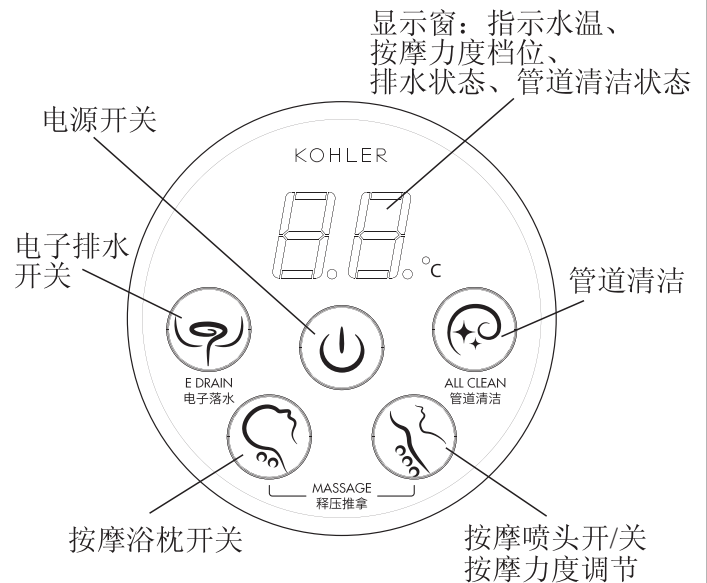 显示窗：指示水温、
按摩力度档位、
排水状态、管道清洁状态
电源开关
KOHLER
电子排水
开关
8.8.
°C
管道清洁
E DRAIN
电子落水
ALL CLEAN
管道清洁
MASSAGE
释压推拿
按摩浴枕开关
按摩喷头开/关
按摩力度调节